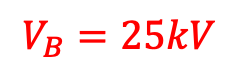 V_B = 25kV